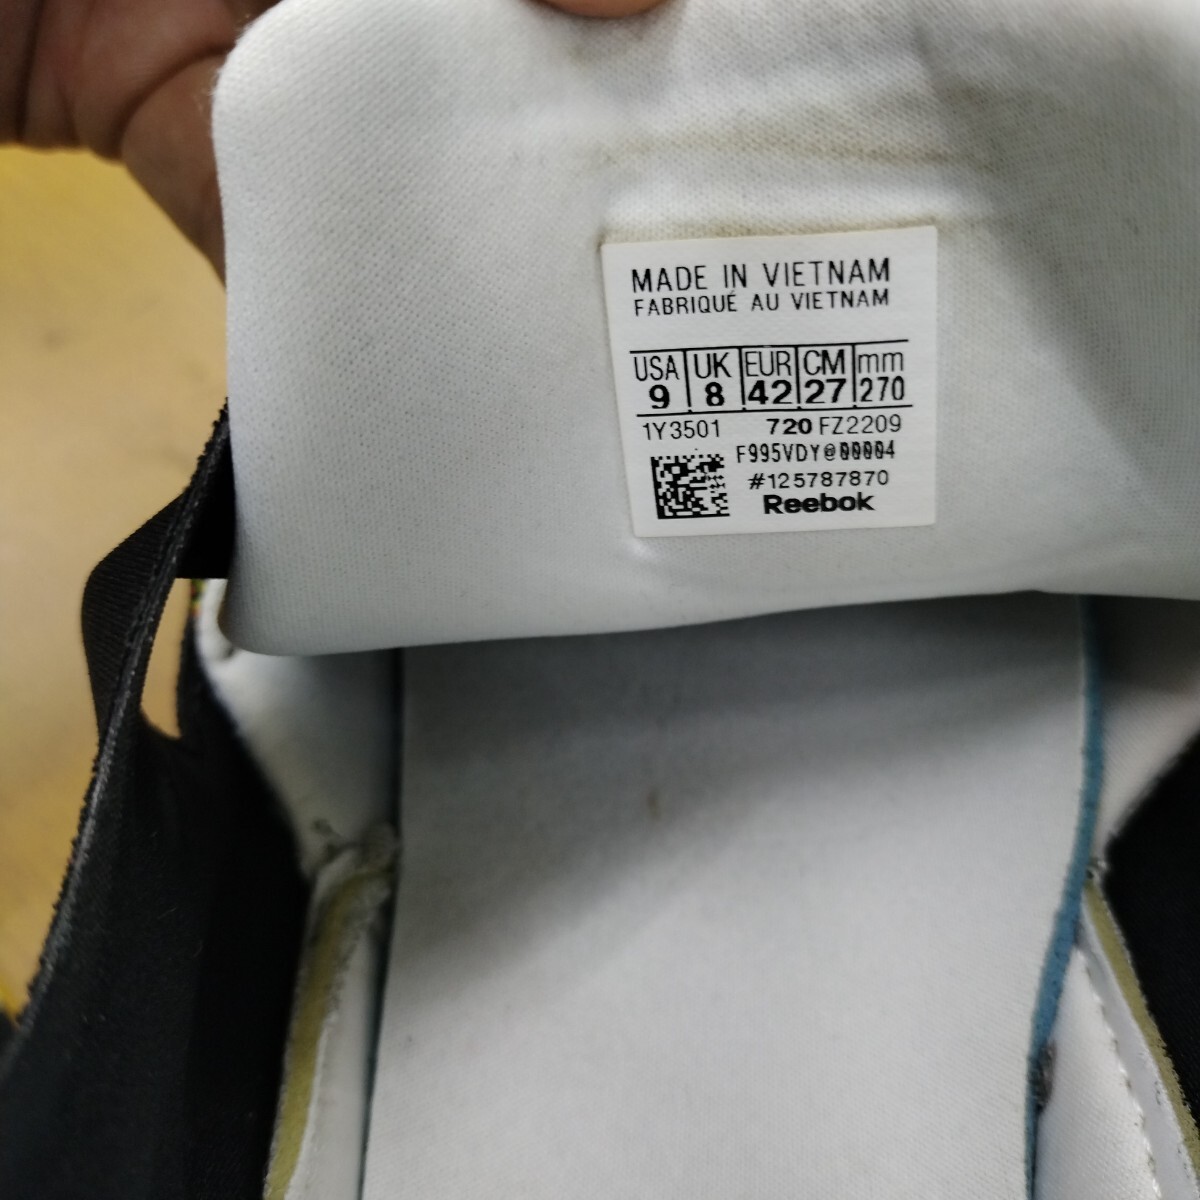 MADE IN VIETNAM
FABRIQUÉ AU VIETNAM
USA UK EUR CM mm
9 8 42 27 270
1Y3501 720 FZ2209
F995VDY@00004
#125787870
Reebok